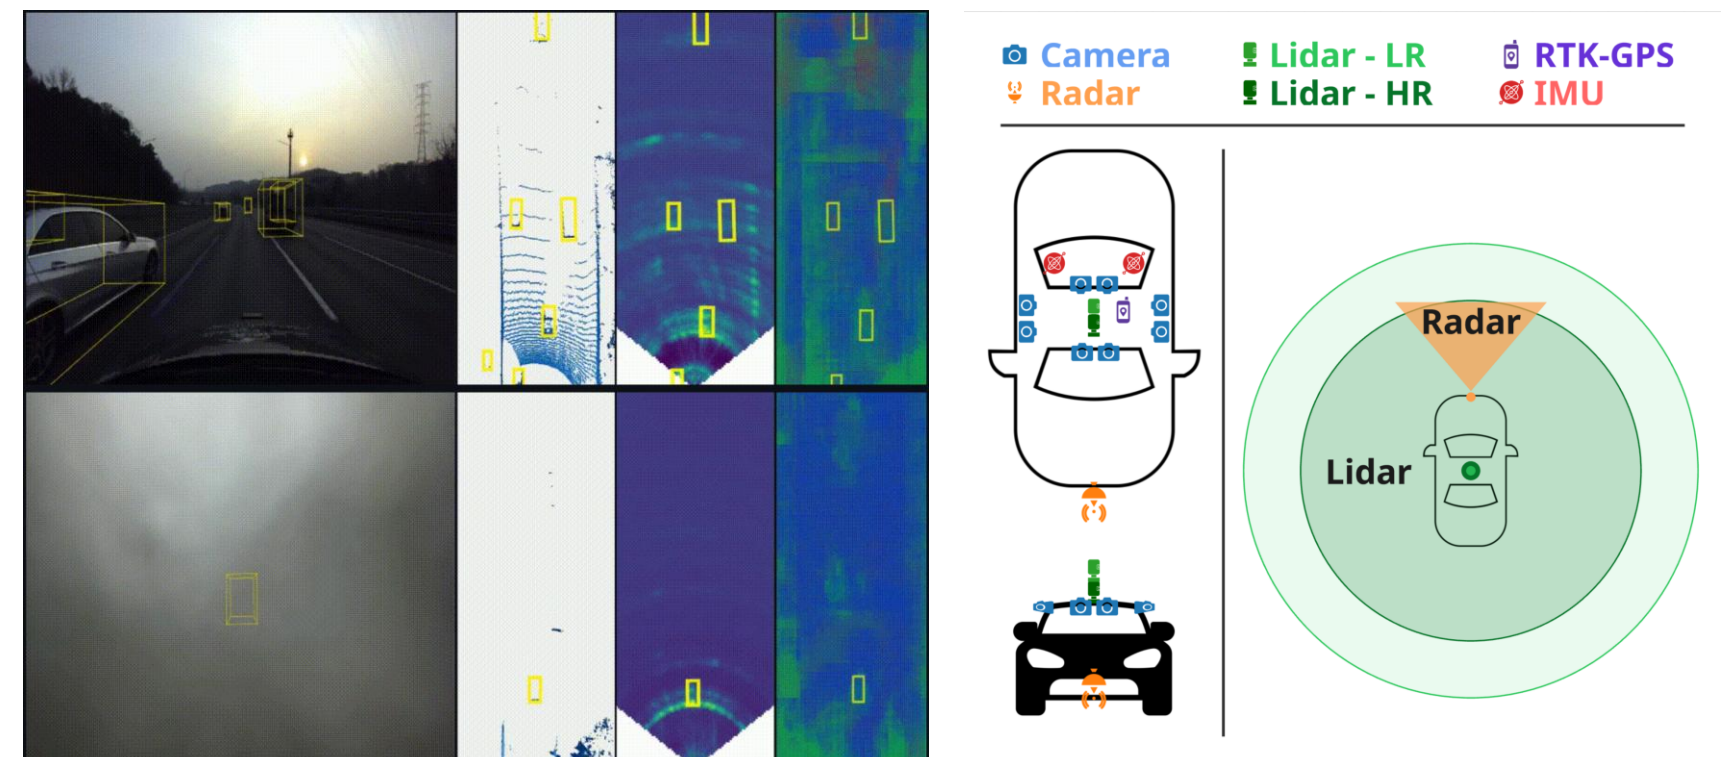 Camera
Lidar - LR
RTK-GPS
Radar
Lidar - HR
IMU
Radar
Lidar